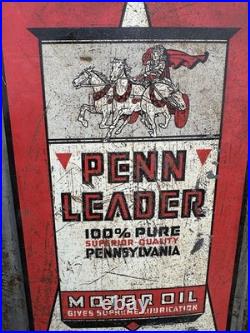 PENN
LEADER
100% PURE
SUPERIOR QUALITY
PENNSYLVANIA
MOTOR OIL
GIVES SUPREME LUBRICATION